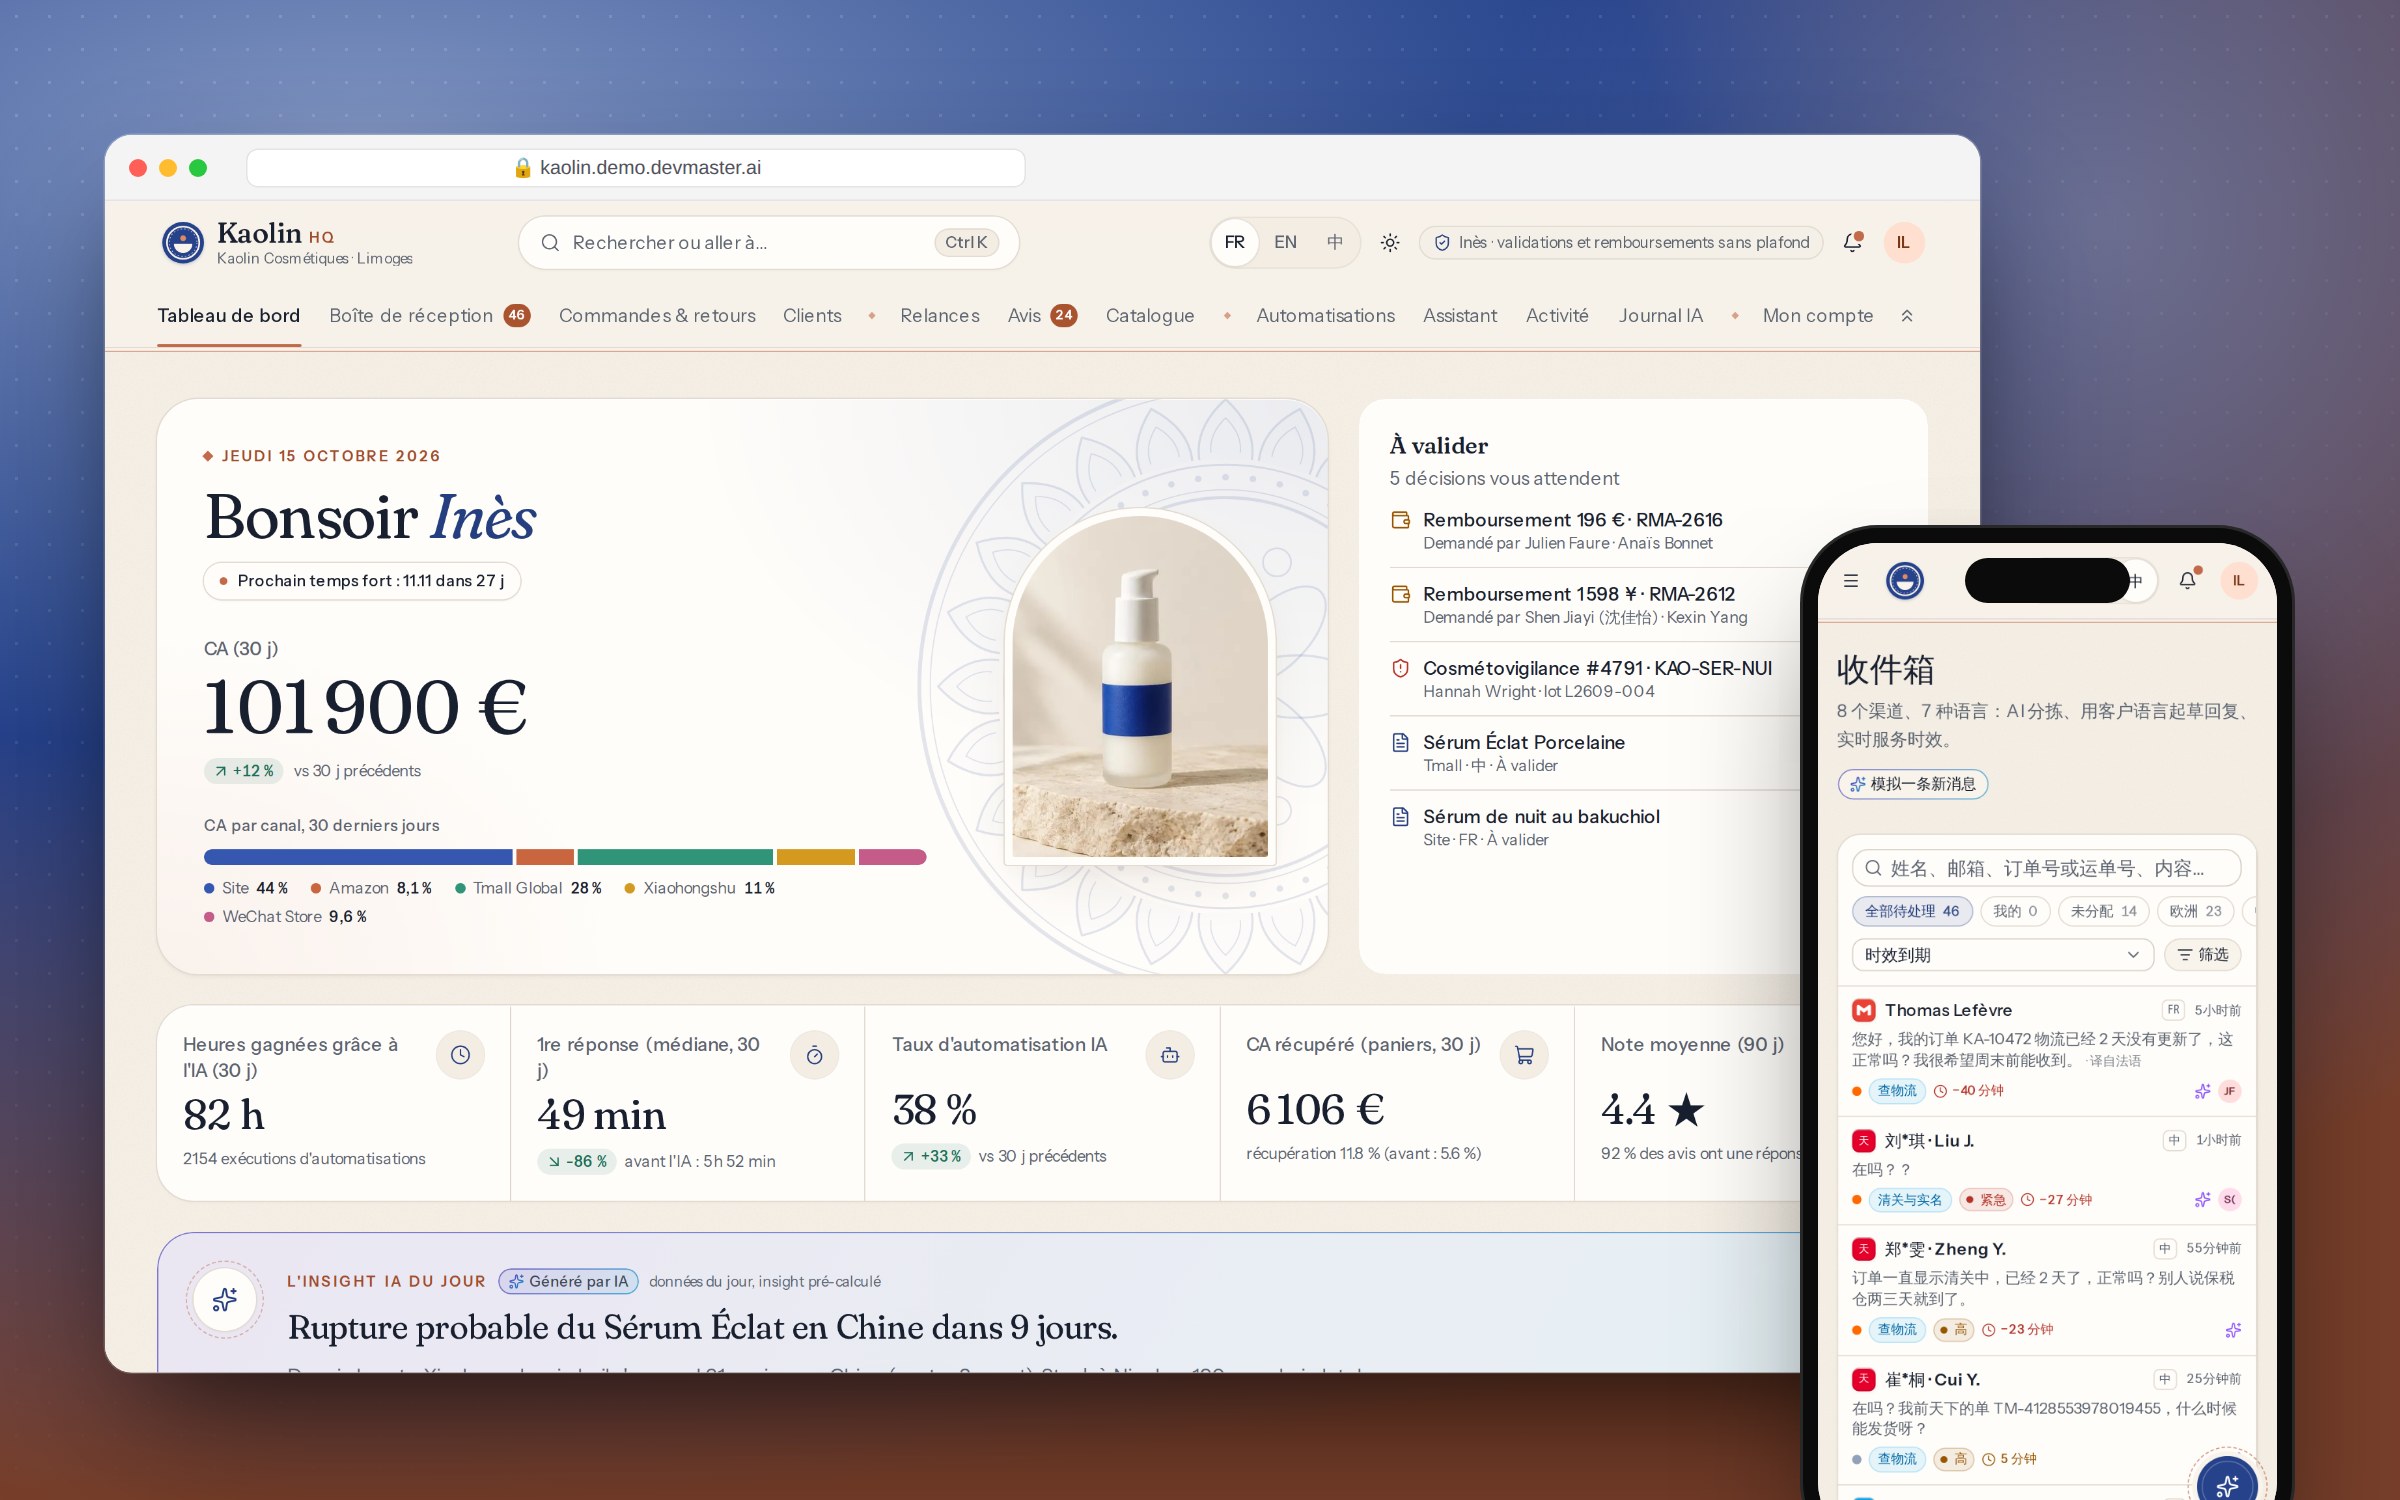 kaolin.demo.devmaster.ai
Kaolin HQ
Kaolin Cosmétiques · Limoges
Rechercher ou aller à...
Ctrl K
FR
EN
中
Inès · validations et remboursements sans plafond
IL
Tableau de bord
Boîte de réception 46
Commandes & retours
Clients
Relances
Avis 24
Catalogue
Automatisations
Assistant
Activité
Journal IA
Mon compte
JEUDI 15 OCTOBRE 2026
Bonsoir Inès
Prochain temps fort : 11.11 dans 27 j
CA (30 j)
101 900 €
+12 %
vs 30 j précédents
CA par canal, 30 derniers jours
Site 44 %
Amazon 8,1 %
Tmall Global 28 %
Xiaohongshu 11 %
WeChat Store 9,6 %
À valider
5 décisions vous attendent
Remboursement 196 € · RMA-2616
Demandé par Julien Faure · Anaïs Bonnet
Remboursement 1 598 ¥ · RMA-2612
Demandé par Shen Jiayi (沈佳怡) · Kexin Yang
Cosmétovigilance #4791 · KAO-SER-NUI
Hannah Wright · lot L2609-004
Sérum Éclat Porcelaine
Tmall · 中 · À valider
Sérum de nuit au bakuchiol
Site · FR · À valider
Heures gagnées grâce à
l'IA (30 j)
82 h
2154 exécutions d'automatisations
1re réponse (médiane, 30
j)
49 min
-86 %
avant l'IA : 5 h 52 min
Taux d'automatisation IA
38 %
+33 %
vs 30 j précédents
CA récupéré (paniers, 30 j)
6 106 €
récupération 11.8 % (avant : 5.6 %)
Note moyenne (90 j)
4.4 ★
92 % des avis ont une répons
L'INSIGHT IA DU JOUR
Généré par IA
données du jour, insight pré-calculé
Rupture probable du Sérum Éclat en Chine dans 9 jours.
中
IL
收件箱
8 个渠道、7 种语言：AI 分拣、用客户语言起草回复、
实时服务时效。
模拟一条新消息
姓名、邮箱、订单号或运单号、内容...
全部待处理 46
我的 0
未分配 14
欧洲 23
时效到期
筛选
Thomas Lefèvre
FR
5小时前
您好，我的订单 KA-10472 物流已经 2 天没有更新了，这
正常吗？我很希望周末前能收到。 · 译自法语
查物流
-40 分钟
JF
天
刘*琪 · Liu J.
中
1小时前
在吗？？
清关与实名
紧急
-27 分钟
S(
天
郑*雯 · Zheng Y.
中
55分钟前
订单一直显示清关中，已经 2 天了，正常吗？别人说保税
仓两三天就到了。
查物流
高
-23 分钟
天
崔*桐 · Cui Y.
中
25分钟前
在吗？我前天下的单 TM-4128553978019455，什么时候
能发货呀？
查物流
高
5 分钟